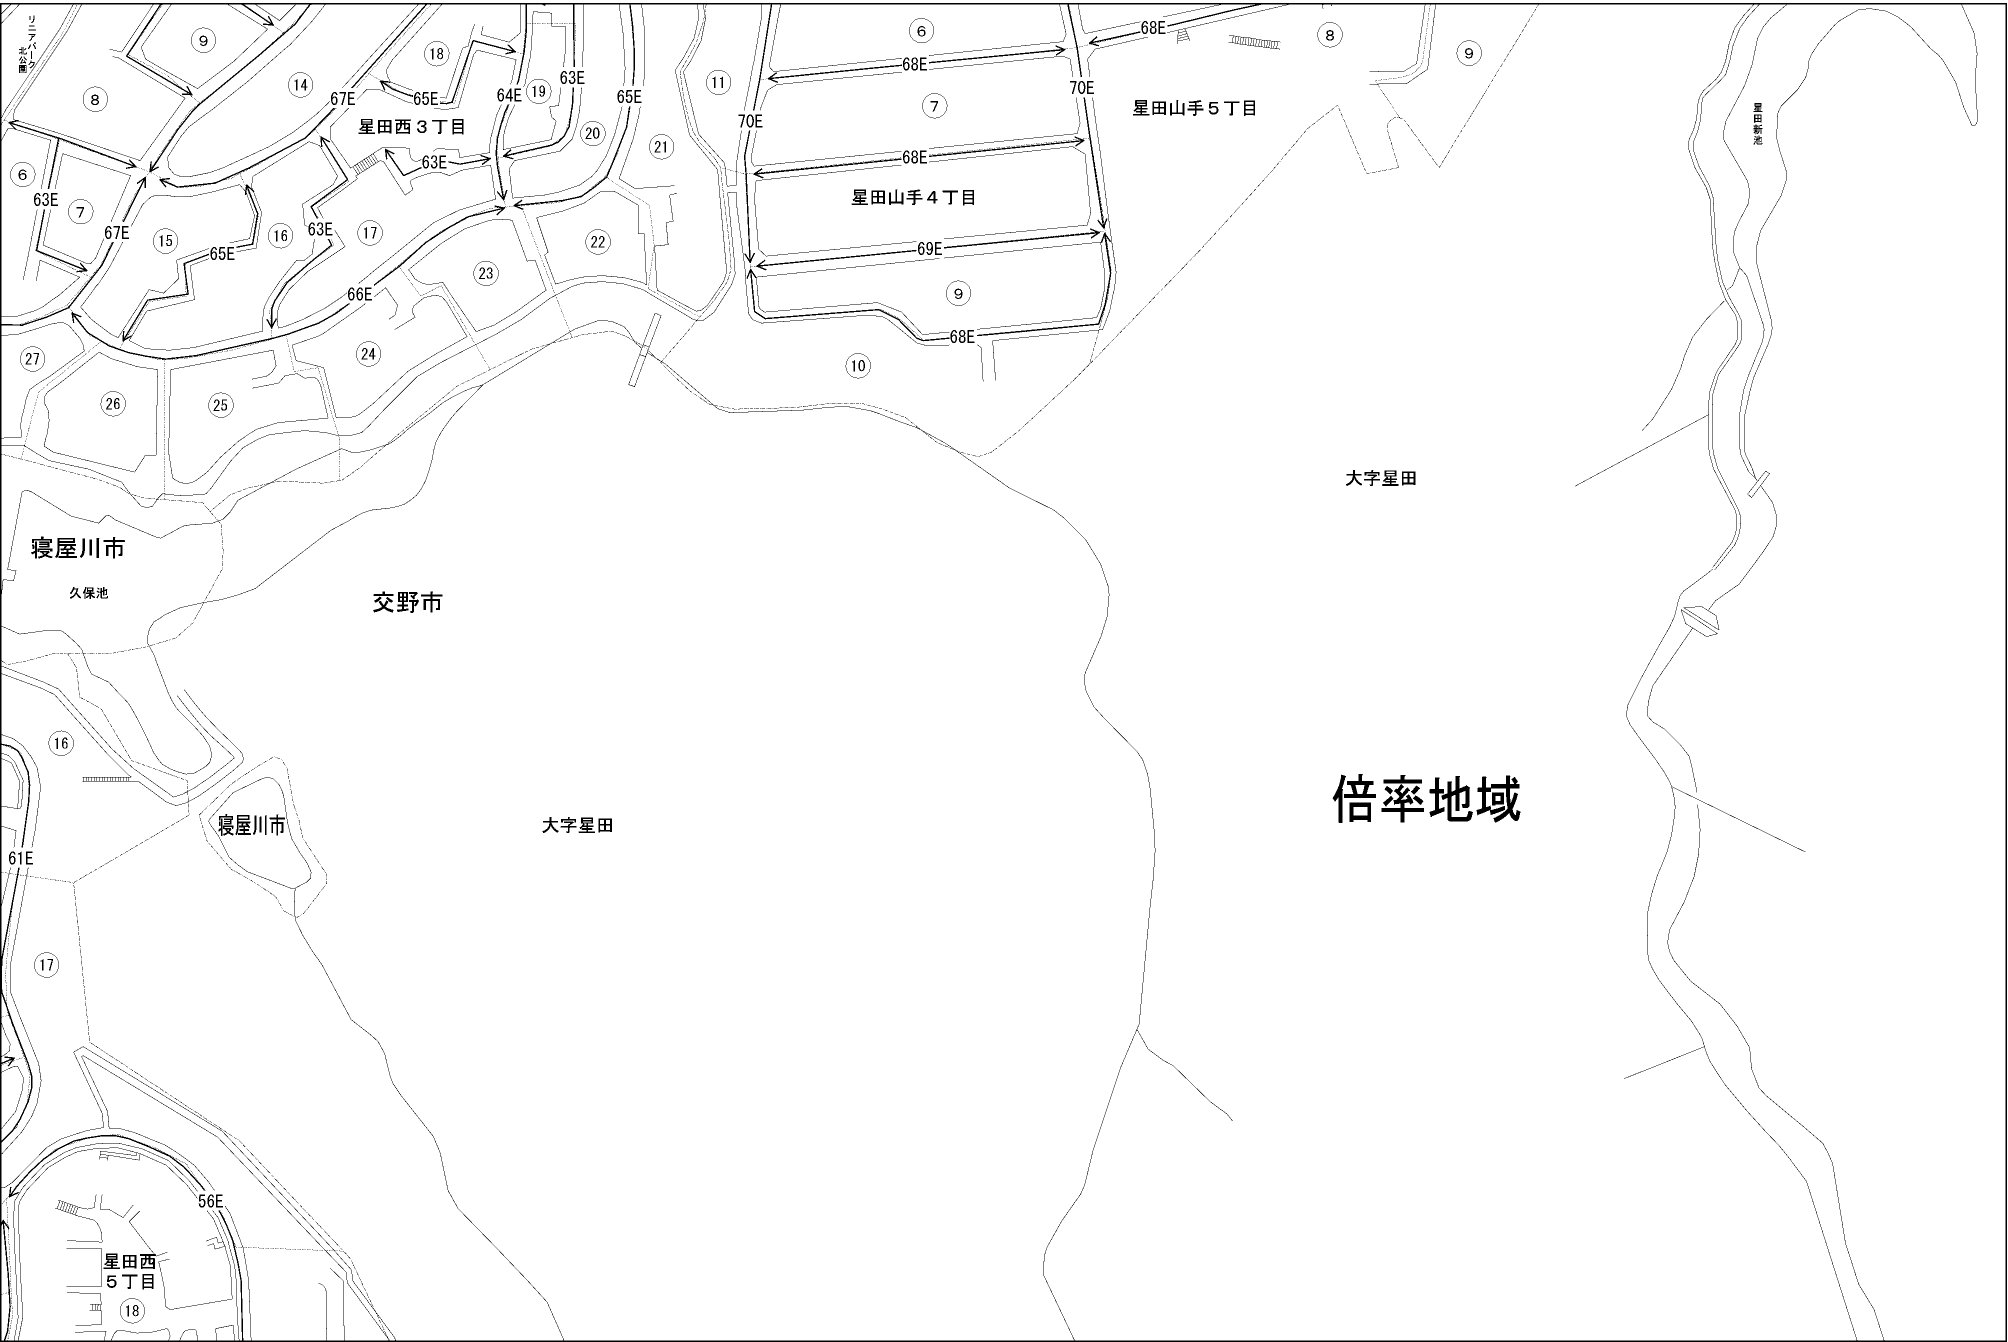 リニアパーク
北公園
⑨
⑱
63E
⑥
68E
⑧
⑨
⑭
67E
65E
64E
⑲
65E
⑪
68E
70E
⑧
⑦
70E
星田山手５丁目
星田新池
星田西３丁目
⑳
㉑
63E
68E
⑥
63E
⑦
67E
⑮
65E
⑯
63E
⑰
㉒
星田山手４丁目
69E
㉓
66E
⑨
68E
㉗
㉔
⑩
㉖
㉕
大字星田
寝屋川市
久保池
交野市
⑯
倍率地域
寝屋川市
大字星田
61E
⑰
56E
星田西
５丁目
⑱